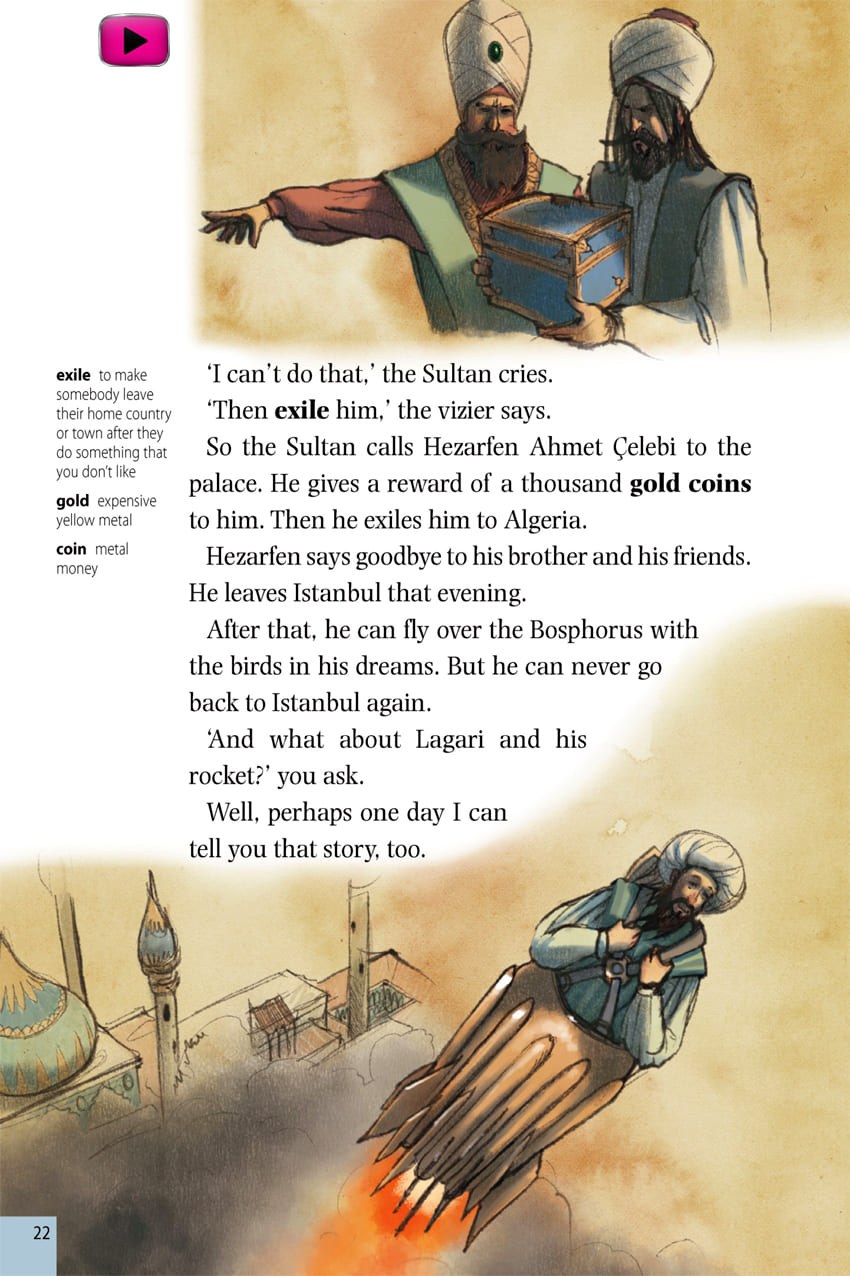 exile to make
somebody leave
their home country
or town after they
do something that
you don't like
gold expensive
yellow metal
coin metal
money
‘I can’t do that,’ the Sultan cries.
‘Then exile him,’ the vizier says.
So the Sultan calls Hezarfen Ahmet Çelebi to the
palace. He gives a reward of a thousand gold coins
to him. Then he exiles him to Algeria.
Hezarfen says goodbye to his brother and his friends.
He leaves Istanbul that evening.
After that, he can fly over the Bosphorus with
the birds in his dreams. But he can never go
back to Istanbul again.
‘And what about Lagari and his
rocket?’ you ask.
Well, perhaps one day I can
tell you that story, too.
22